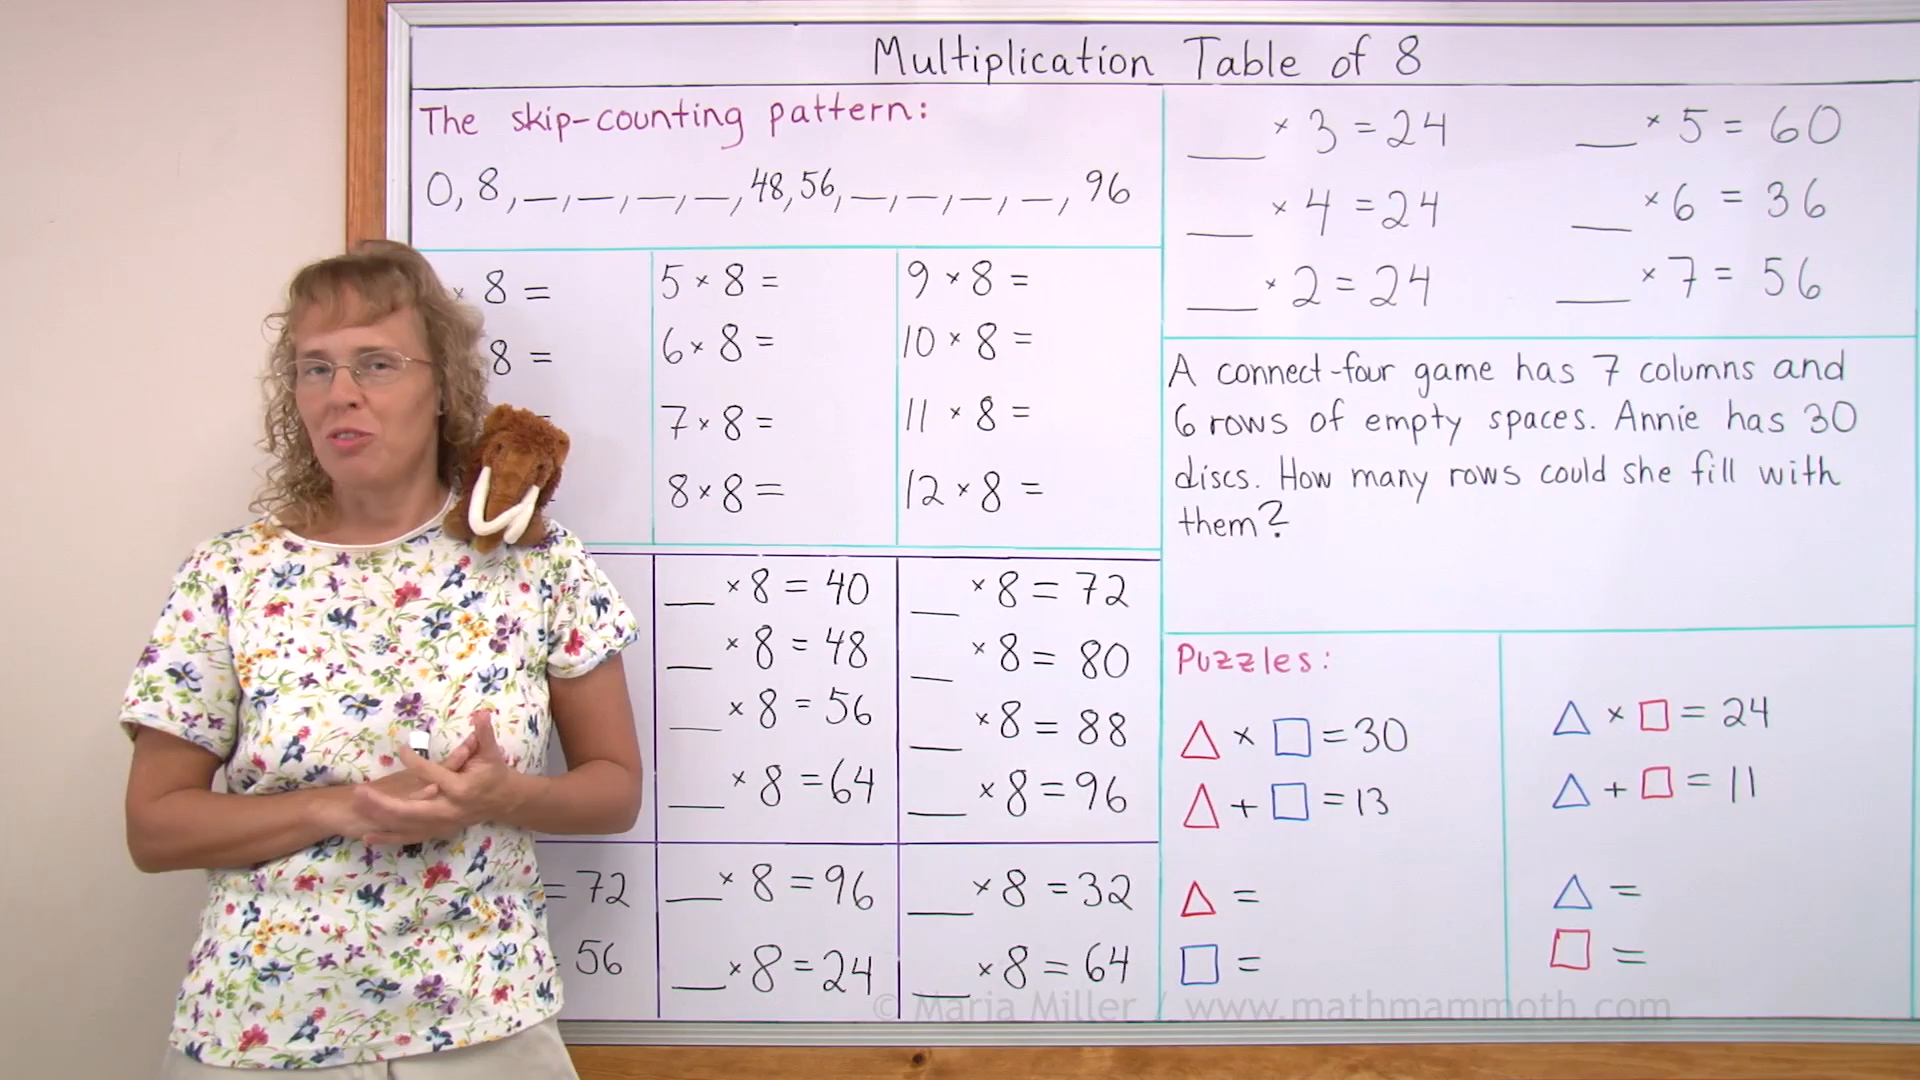 Multiplication Table of 8
The skip-counting pattern:
0, 8, __, __, __, __, 48, 56, __, __, __, __, 96
× 8 =
8 =
5 × 8 =
6 × 8 =
7 × 8 =
8 × 8 =
9 × 8 =
10 × 8 =
11 × 8 =
12 × 8 =
__ × 8 = 40
__ × 8 = 48
__ × 8 = 56
__ × 8 = 64
__ × 8 = 72
__ × 8 = 80
__ × 8 = 88
__ × 8 = 96
= 72
= 56
__ × 8 = 96
__ × 8 = 24
__ × 8 = 32
__ × 8 = 64
__ × 3 = 24
__ × 4 = 24
__ × 2 = 24
__ × 5 = 60
__ × 6 = 36
__ × 7 = 56
A connect-four game has 7 columns and
6 rows of empty spaces. Annie has 30
discs. How many rows could she fill with
them?
Puzzles:
△ × □ = 30
△ + □ = 13
△ =
□ =
△ × □ = 24
△ + □ = 11
△ =
□ =
© Maria Miller / www.mathmammoth.com